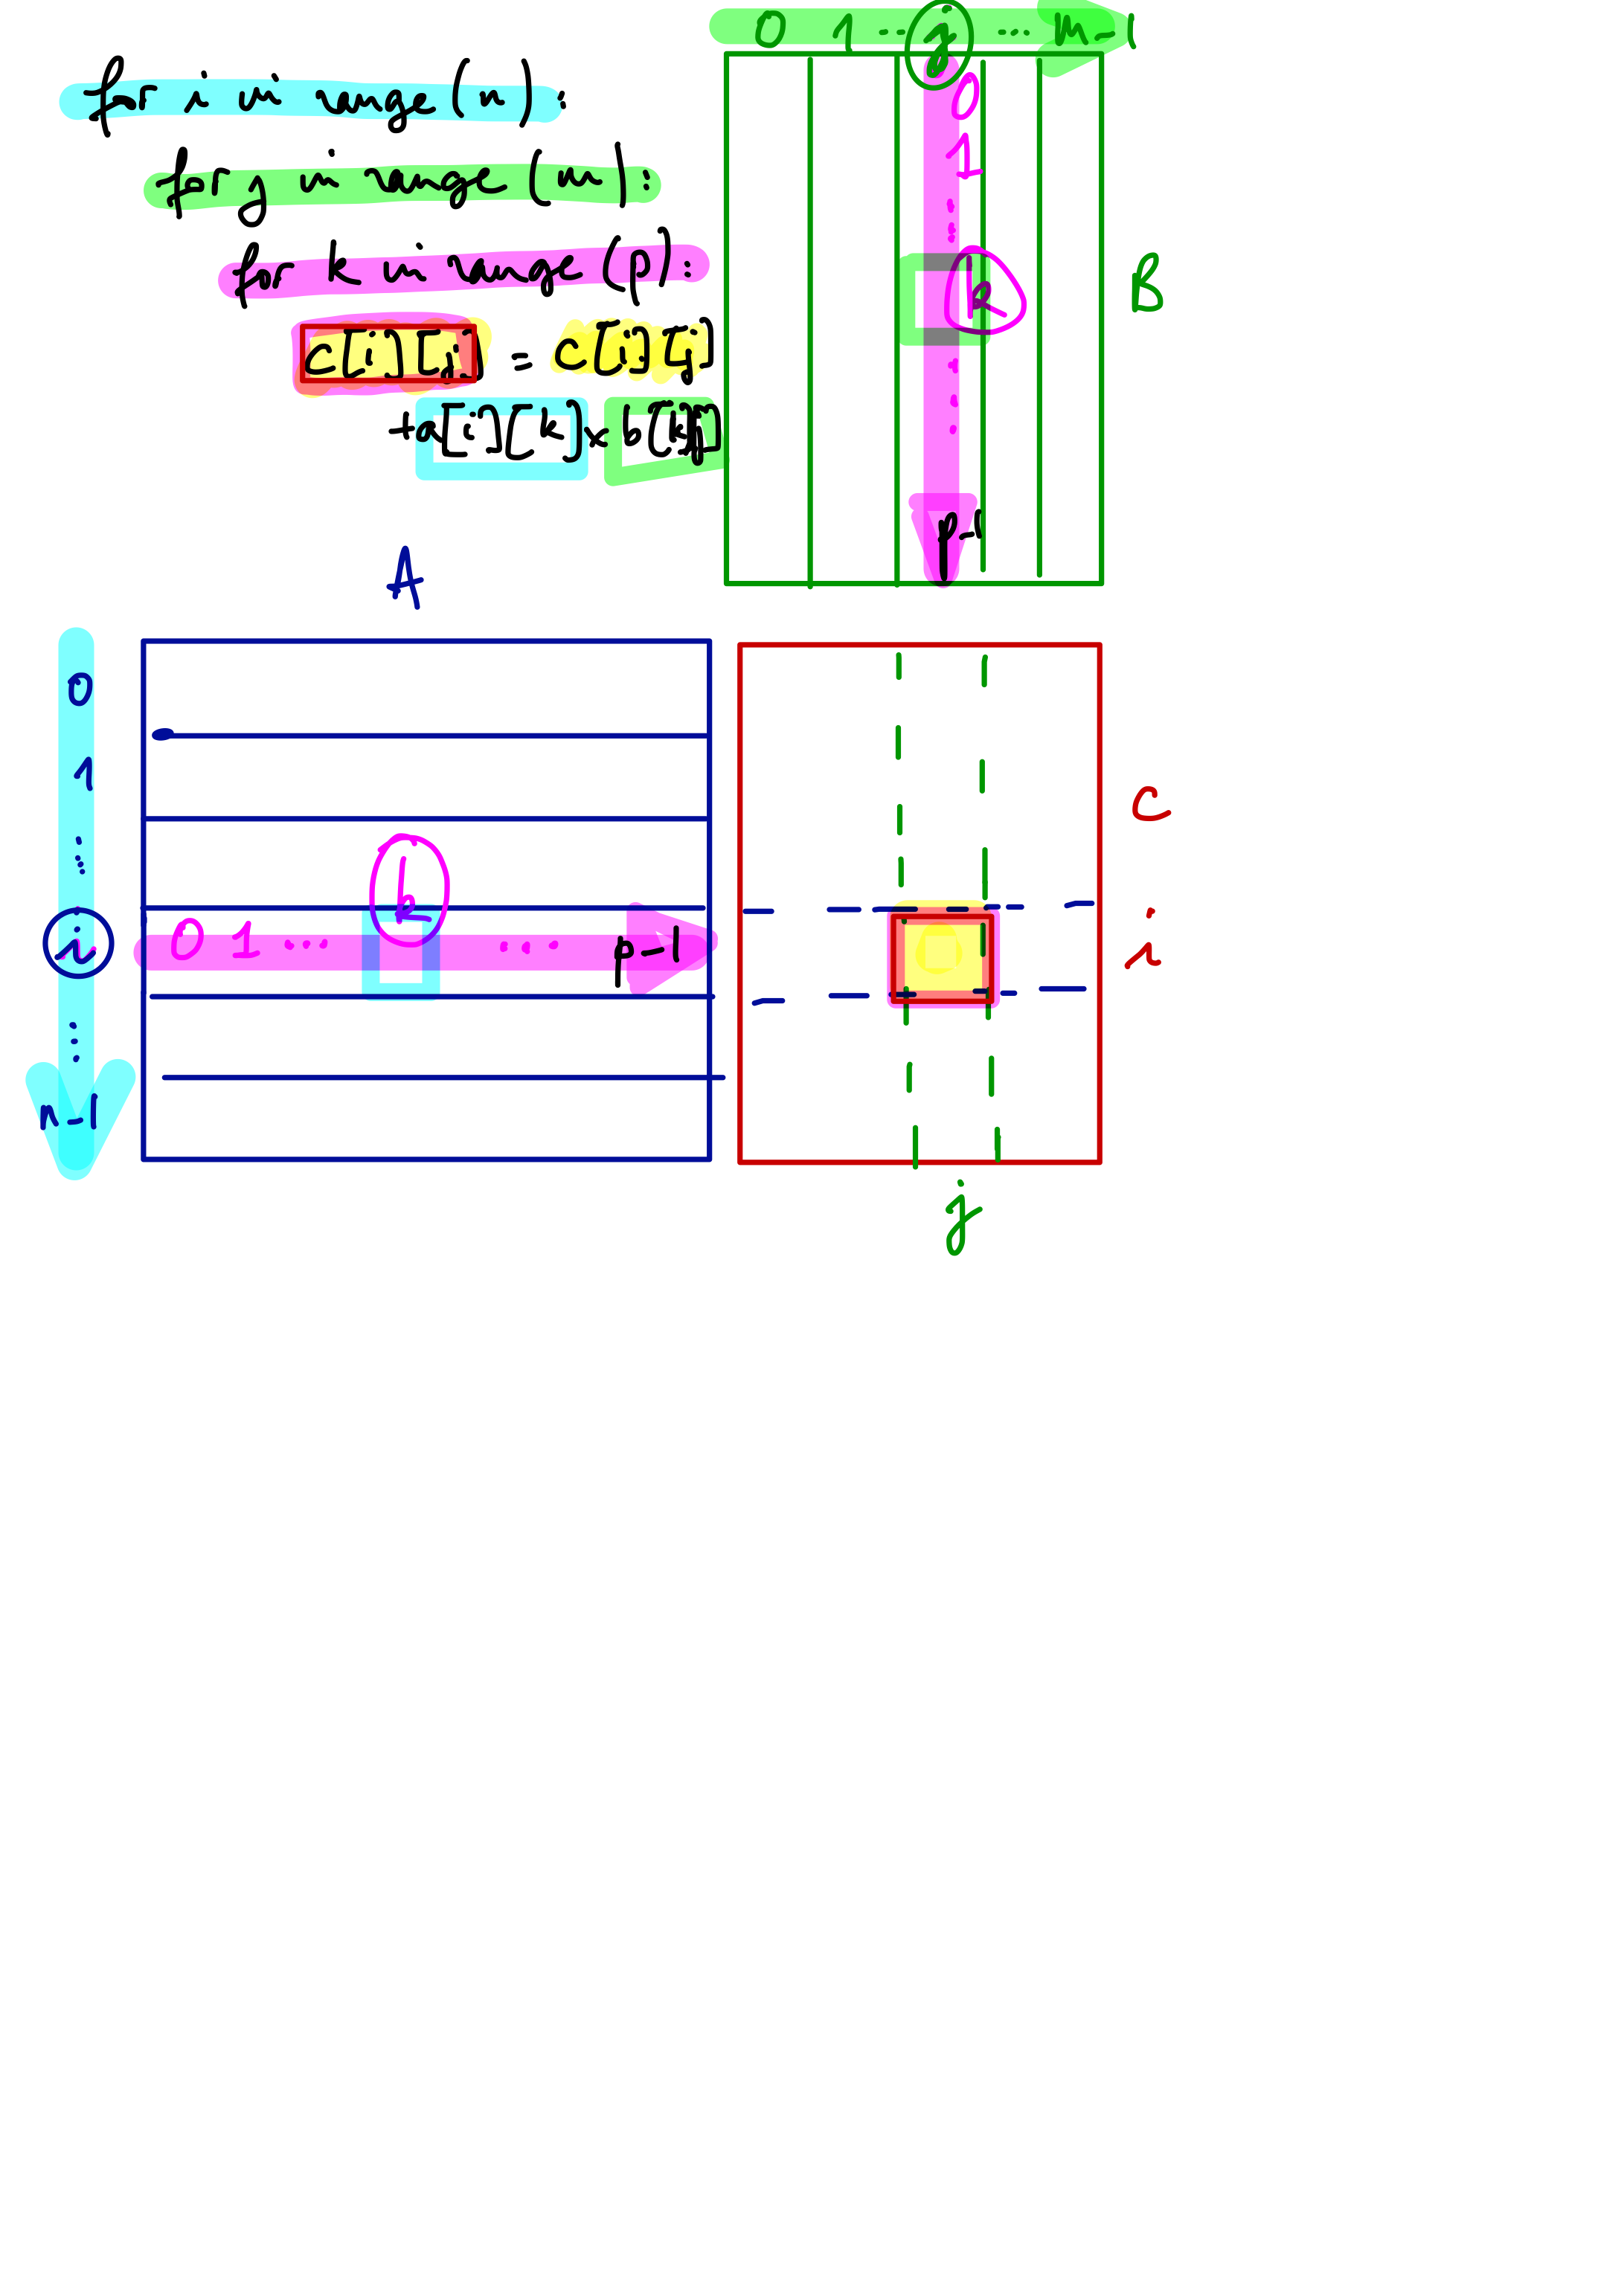 0 1 ... j ... n-1
for i in range(n):
for j in range(n):
for k in range(p):
c[i][j] = c[i][j]
+ a[i][k] x b[k][j]
0
1
...
k
p-1
B
A
0
1
...
i
...
n-1
0 1 ... k ... p-1
C
i
j